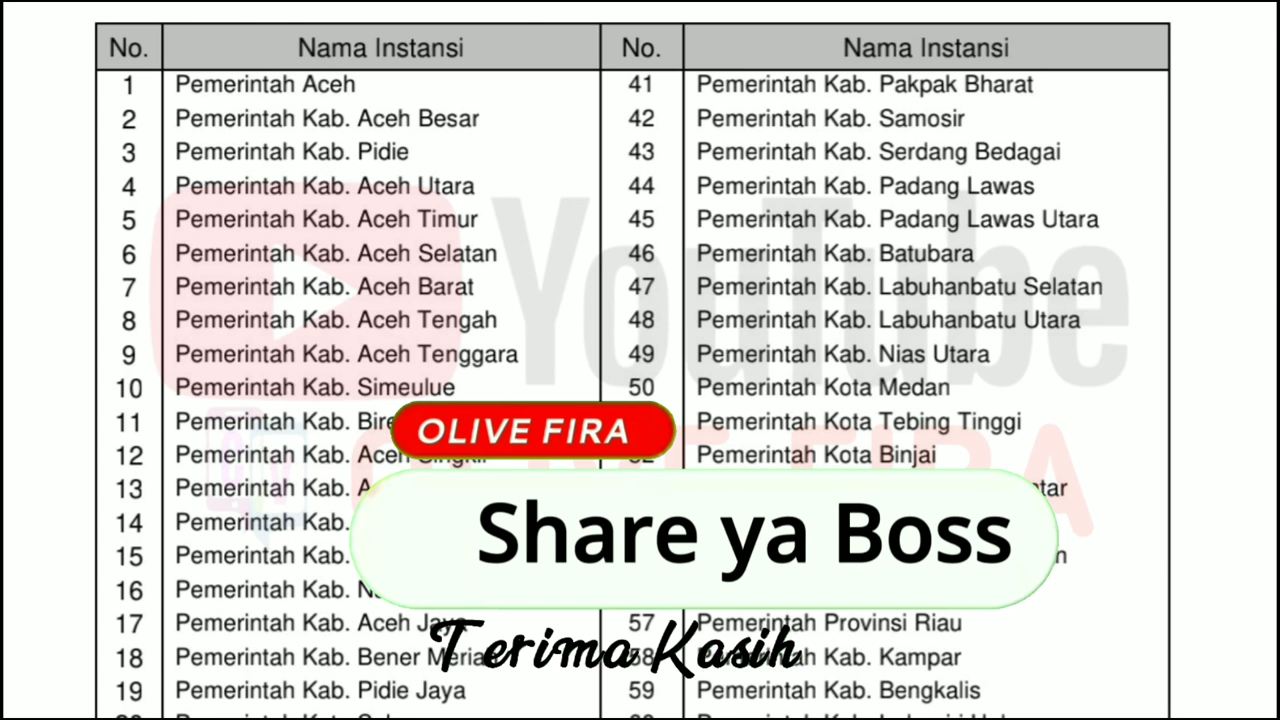 No. Nama Instansi No. Nama Instansi
1 Pemerintah Aceh 41 Pemerintah Kab. Pakpak Bharat
2 Pemerintah Kab. Aceh Besar 42 Pemerintah Kab. Samosir
3 Pemerintah Kab. Pidie 43 Pemerintah Kab. Serdang Bedagai
4 Pemerintah Kab. Aceh Utara 44 Pemerintah Kab. Padang Lawas
5 Pemerintah Kab. Aceh Timur 45 Pemerintah Kab. Padang Lawas Utara
6 Pemerintah Kab. Aceh Selatan 46 Pemerintah Kab. Batubara
7 Pemerintah Kab. Aceh Barat 47 Pemerintah Kab. Labuhanbatu Selatan
8 Pemerintah Kab. Aceh Tengah 48 Pemerintah Kab. Labuhanbatu Utara
9 Pemerintah Kab. Aceh Tenggara 49 Pemerintah Kab. Nias Utara
10 Pemerintah Kab. Simeulue 50 Pemerintah Kota Medan
11 Pemerintah Kab. Pemerintah Kota Tebing Tinggi
12 Pemerintah Kab. Aceh Singkil Pemerintah Kota Binjai
13 Pemerintah Kab.
14 Pemerintah Kab.
15 Pemerintah Kab.
16 Pemerintah Kab.
17 Pemerintah Kab. Aceh Jaya 57 Pemerintah Provinsi Riau
18 Pemerintah Kab. Bener Meriah 58 Pemerintah Kab. Kampar
19 Pemerintah Kab. Pidie Jaya 59 Pemerintah Kab. Bengkalis
YouTube
OLIVE FIRA
OLIVE FIRA
Share ya Boss
Terima Kasih